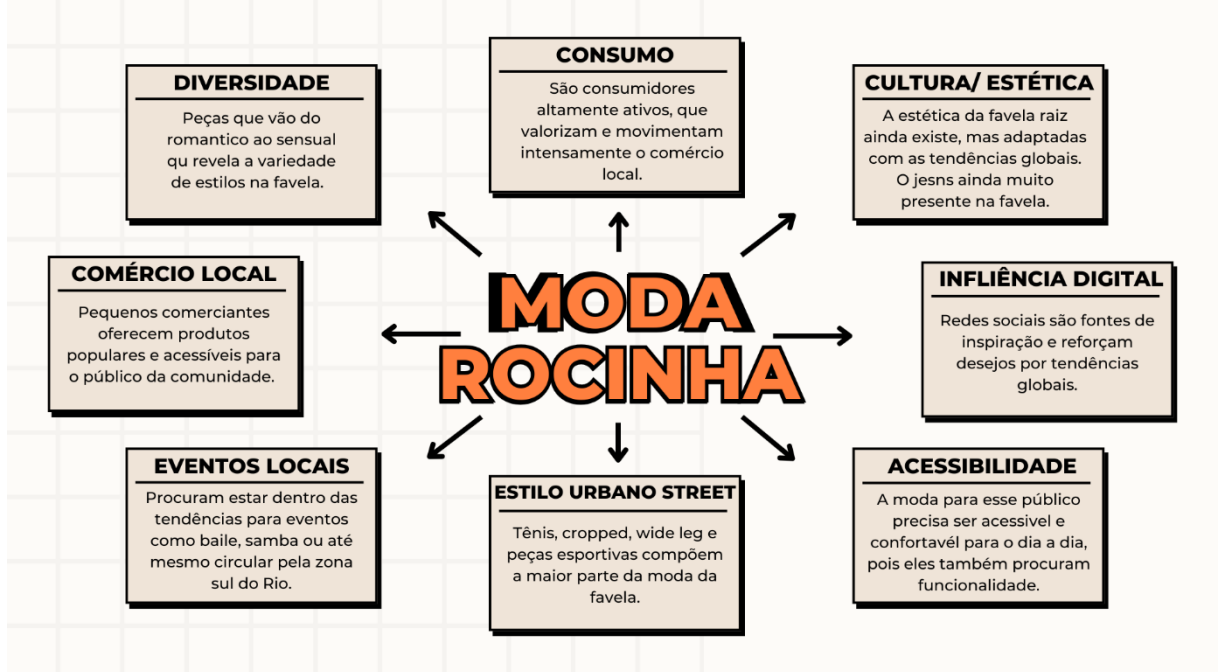 DIVERSIDADE
Peças que vão do
romantico ao sensual
qu revela a variedade
de estilos na favela.
CONSUMO
São consumidores
altamente ativos, que
valorizam e movimentam
intensamente o comércio
local.
CULTURA/ ESTÉTICA
A estética da favela raiz
ainda existe, mas adaptadas
com as tendências globais.
O jesns ainda muito
presente na favela.
COMÉRCIO LOCAL
Pequenos comerciantes
oferecem produtos
populares e acessíveis para
o público da comunidade.
MODA
ROCINHA
INFLIÊNCIA DIGITAL
Redes sociais são fontes de
inspiração e reforçam
desejos por tendências
globais.
EVENTOS LOCAIS
Procuram estar dentro das
tendências para eventos
como baile, samba ou até
mesmo circular pela zona
sul do Rio.
ESTILO URBANO STREET
Tênis, cropped, wide leg e
peças esportivas compõem
a maior parte da moda da
favela.
ACESSIBILIDADE
A moda para esse público
precisa ser acessivel e
confortavél para o dia a dia,
pois eles também procuram
funcionalidade.